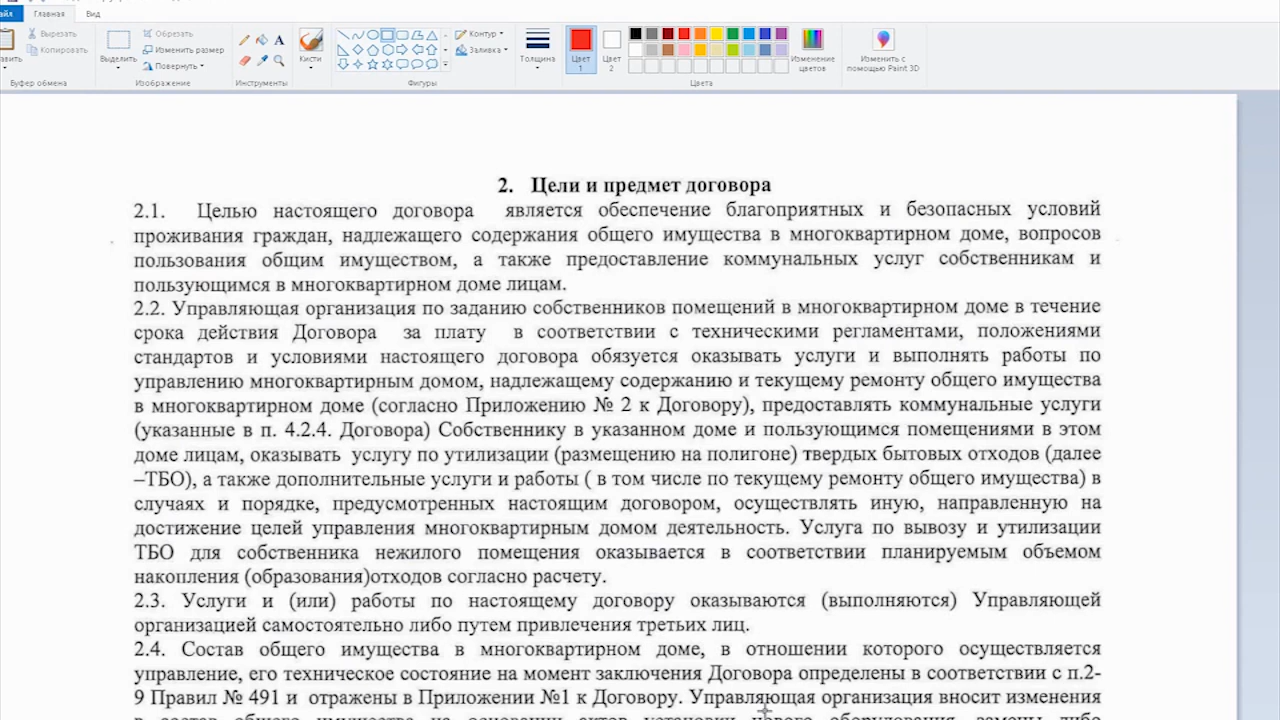 айл Главная Вид
авить
Вырезать
Копировать
Буфер обмена
Выделить
Обрезать
Изменить размер
Повернуть
Изображение
A
Инструменты
Кисти
Контур
Заливка
Фигуры
Толщина
Цвет 1
Цвет 2
Цвета
Изменение цветов
Изменить с помощью Paint 3D
2. Цели и предмет договора
2.1. Целью настоящего договора является обеспечение благоприятных и безопасных условий
проживания граждан, надлежащего содержания общего имущества в многоквартирном доме, вопросов
пользования общим имуществом, а также предоставление коммунальных услуг собственникам и
пользующимся в многоквартирном доме лицам.
2.2. Управляющая организация по заданию собственников помещений в многоквартирном доме в течение
срока действия Договора за плату в соответствии с техническими регламентами, положениями
стандартов и условиями настоящего договора обязуется оказывать услуги и выполнять работы по
управлению многоквартирным домом, надлежащему содержанию и текущему ремонту общего имущества
в многоквартирном доме (согласно Приложению № 2 к Договору), предоставлять коммунальные услуги
(указанные в п. 4.2.4. Договора) Собственнику в указанном доме и пользующимся помещениями в этом
доме лицам, оказывать услугу по утилизации (размещению на полигоне) твердых бытовых отходов (далее
–ТБО), а также дополнительные услуги и работы ( в том числе по текущему ремонту общего имущества) в
случаях и порядке, предусмотренных настоящим договором, осуществлять иную, направленную на
достижение целей управления многоквартирным домом деятельность. Услуга по вывозу и утилизации
ТБО для собственника нежилого помещения оказывается в соответствии планируемым объемом
накопления (образования)отходов согласно расчету.
2.3. Услуги и (или) работы по настоящему договору оказываются (выполняются) Управляющей
организацией самостоятельно либо путем привлечения третьих лиц.
2.4. Состав общего имущества в многоквартирном доме, в отношении которого осуществляется
управление, его техническое состояние на момент заключения Договора определены в соответствии с п.2-
9 Правил № 491 и отражены в Приложении №1 к Договору. Управляющая организация вносит изменения